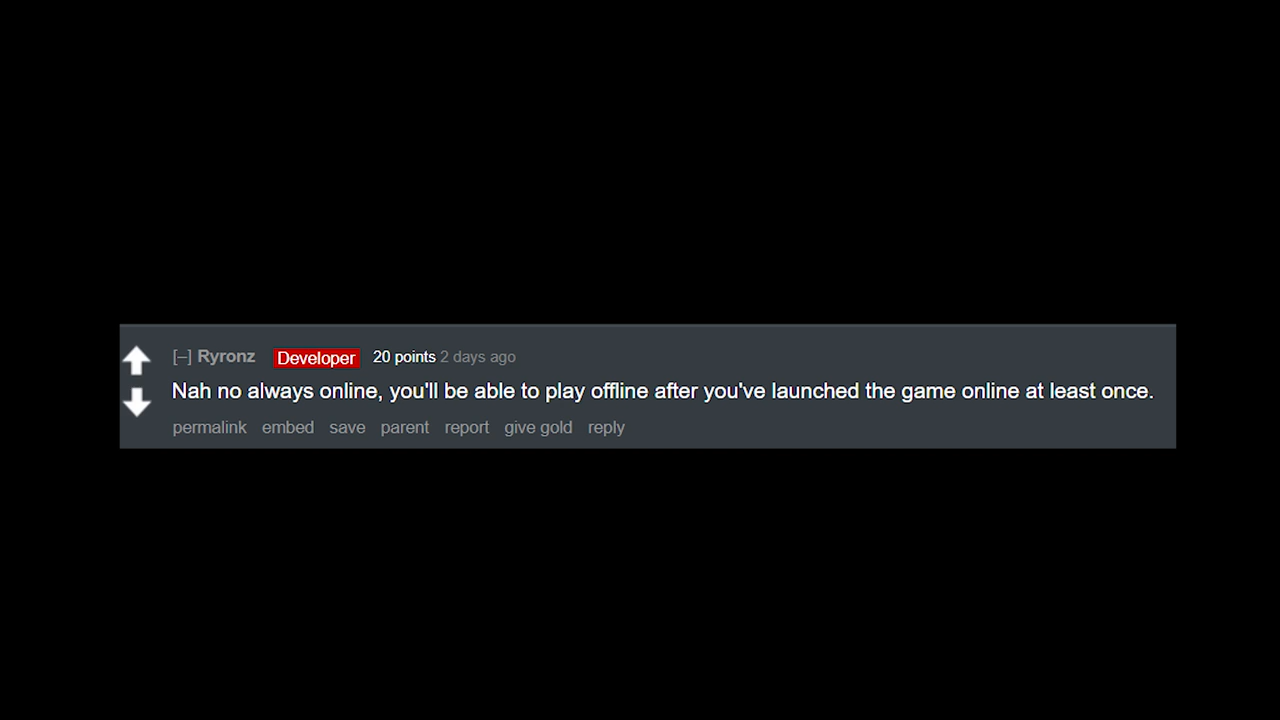 [–] Ryronz Developer 20 points 2 days ago
Nah no always online, you'll be able to play offline after you've launched the game online at least once.
permalink embed save parent report give gold reply